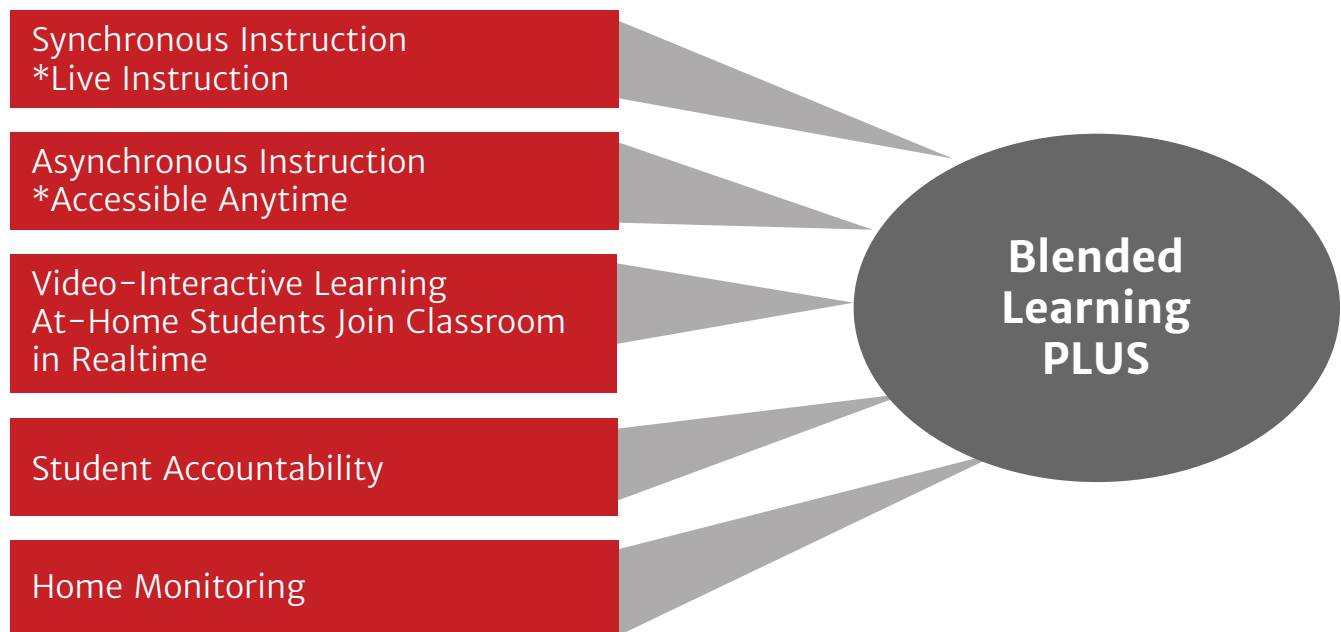 Synchronous Instruction
*Live Instruction
Asynchronous Instruction
*Accessible Anytime
Video-Interactive Learning
At-Home Students Join Classroom
in Realtime
Student Accountability
Home Monitoring
Blended
Learning
PLUS